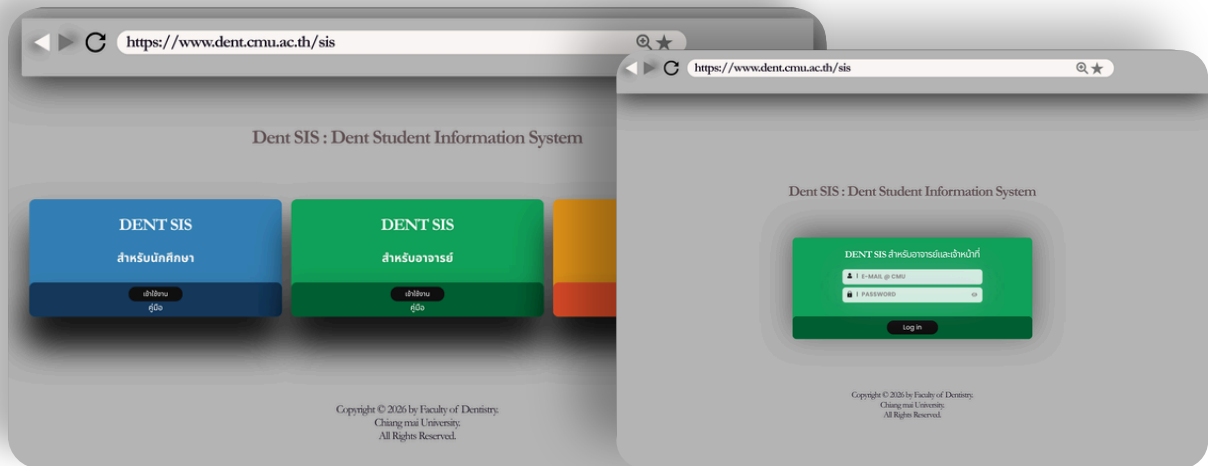 https://www.dent.cmu.ac.th/sis
Dent SIS : Dent Student Information System
DENT SIS
สำหรับนักศึกษา
เข้าใช้งาน
คู่มือ
DENT SIS
สำหรับอาจารย์
เข้าใช้งาน
คู่มือ
Copyright © 2026 by Faculty of Dentistry.
Chiang mai University.
All Rights Reserved.
https://www.dent.cmu.ac.th/sis
Dent SIS : Dent Student Information System
DENT SIS สำหรับอาจารย์และเจ้าหน้าที่
E-MAIL @ CMU
PASSWORD
Log in
Copyright © 2026 by Faculty of Dentistry.
Chiang mai University.
All Rights Reserved.